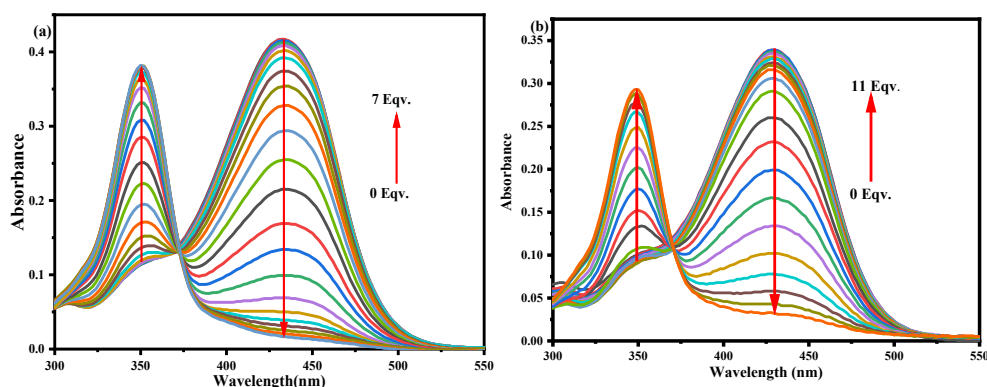 (a)
0.4
0.3
0.2
0.1
0.0
Absorbance
7 Eqv.
0 Eqv.
300 350 400 450 500 550
Wavelength(nm)
(b)
0.35
0.30
0.25
0.20
0.15
0.10
0.05
0.00
Absorbance
11 Eqv.
0 Eqv.
300 350 400 450 500 550
Wavelength (nm)